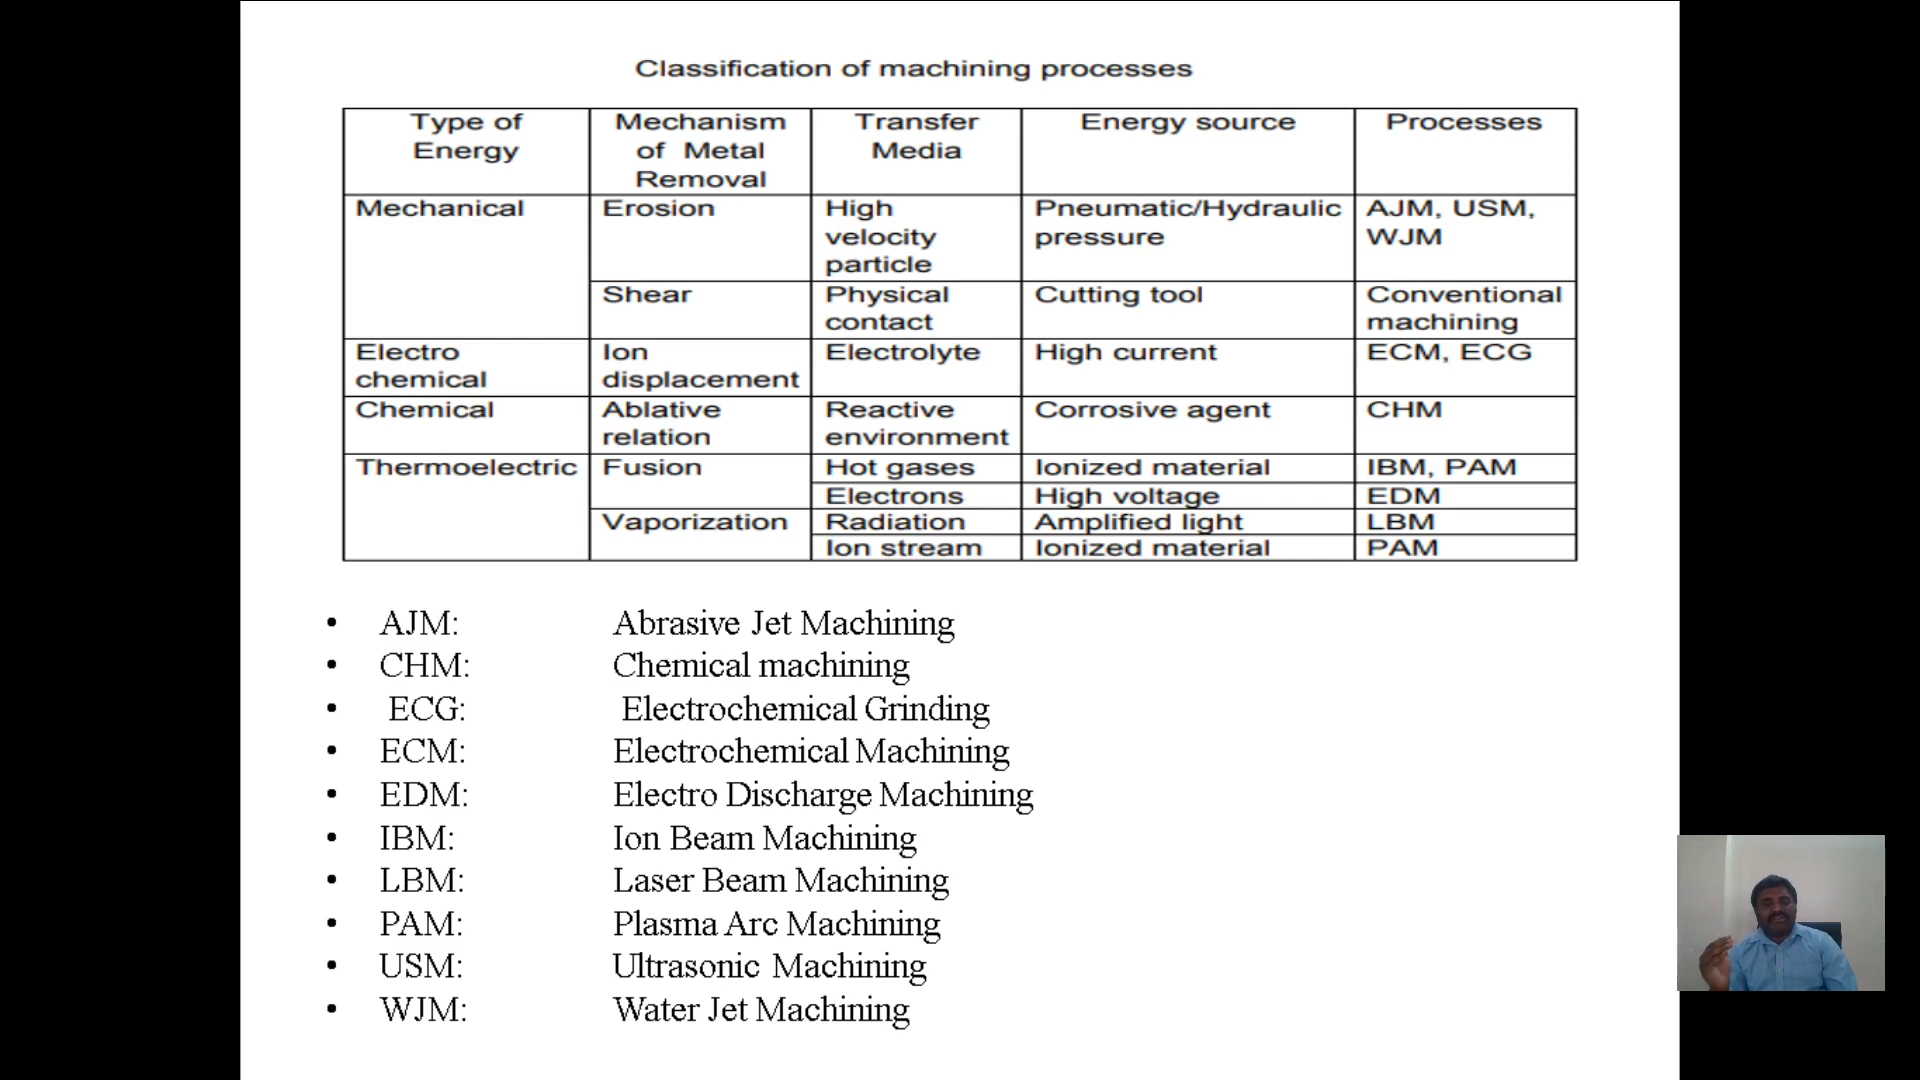 Classification of machining processes
Type of Energy | Mechanism of Metal Removal | Transfer Media | Energy source | Processes
Mechanical | Erosion | High velocity particle | Pneumatic/Hydraulic pressure | AJM, USM, WJM
Shear | Physical contact | Cutting tool | Conventional machining
Electro chemical | Ion displacement | Electrolyte | High current | ECM, ECG
Chemical | Ablative relation | Reactive environment | Corrosive agent | CHM
Thermoelectric | Fusion | Hot gases | Ionized material | IBM, PAM
Electrons | High voltage | EDM
Vaporization | Radiation | Amplified light | LBM
Ion stream | Ionized material | PAM
• AJM: Abrasive Jet Machining
• CHM: Chemical machining
• ECG: Electrochemical Grinding
• ECM: Electrochemical Machining
• EDM: Electro Discharge Machining
• IBM: Ion Beam Machining
• LBM: Laser Beam Machining
• PAM: Plasma Arc Machining
• USM: Ultrasonic Machining
• WJM: Water Jet Machining